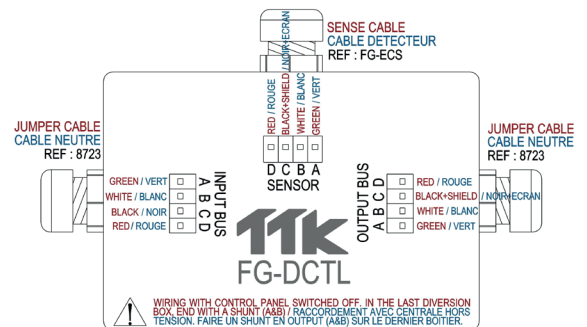 SENSE CABLE
CABLE DETECTEUR
REF : FG-ECS
JUMPER CABLE
CABLE NEUTRE
REF : 8723
JUMPER CABLE
CABLE NEUTRE
REF : 8723
RED / ROUGE
BLACK+SHIELD / NOIR+ECRAN
WHITE / BLANC
GREEN / VERT
D C B A
SENSOR
GREEN / VERT A
WHITE / BLANC B
BLACK / NOIR C
RED / ROUGE D
INPUT BUS
OUTPUT BUS
D RED / ROUGE
C BLACK+SHIELD / NOIR+ECRAN
B WHITE / BLANC
A GREEN / VERT
TTK
FG-DCTL
WIRING WITH CONTROL PANEL SWITCHED OFF. IN THE LAST DIVERSION
BOX, END WITH A SHUNT (A&B) / RACCORDEMENT AVEC CENTRALE HORS
TENSION. FAIRE UN SHUNT EN OUTPUT (A&B) SUR LE DERNIER BOITIER.